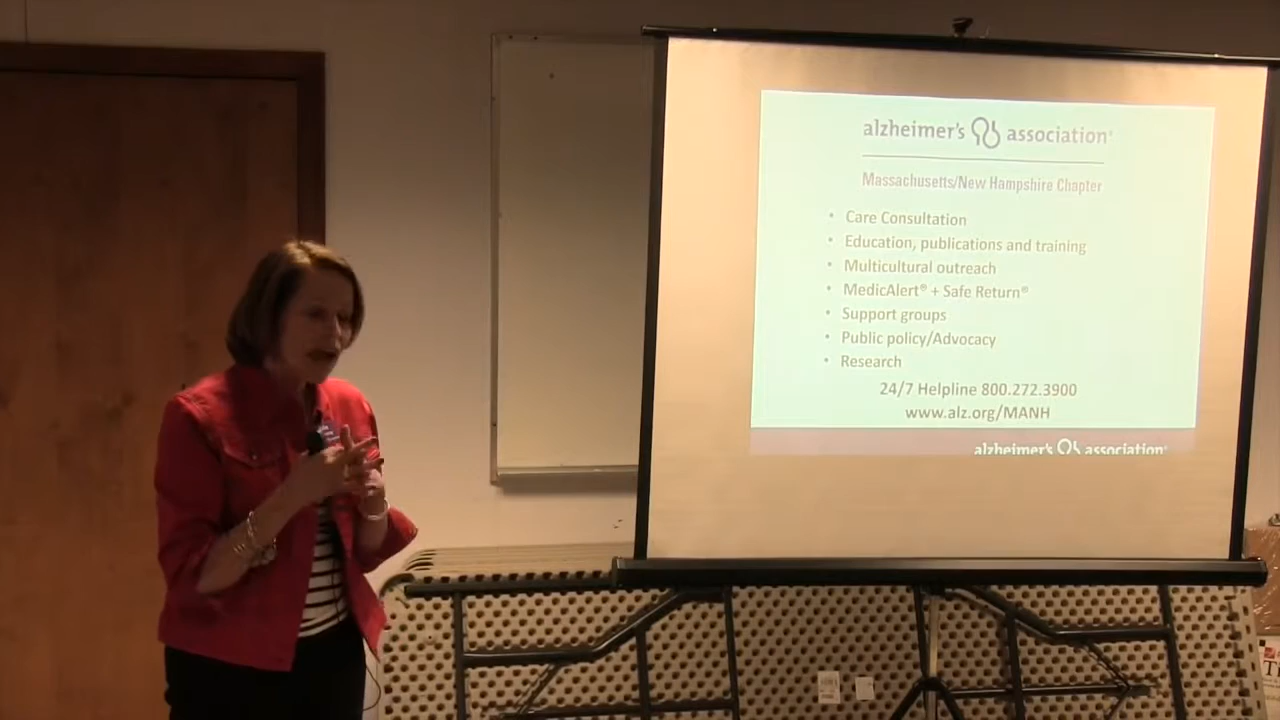 alzheimer's association®
Massachusetts/New Hampshire Chapter
• Care Consultation
• Education, publications and training
• Multicultural outreach
• MedicAlert® + Safe Return®
• Support groups
• Public policy/Advocacy
• Research
24/7 Helpline 800.272.3900
www.alz.org/MANH
alzheimer's association®